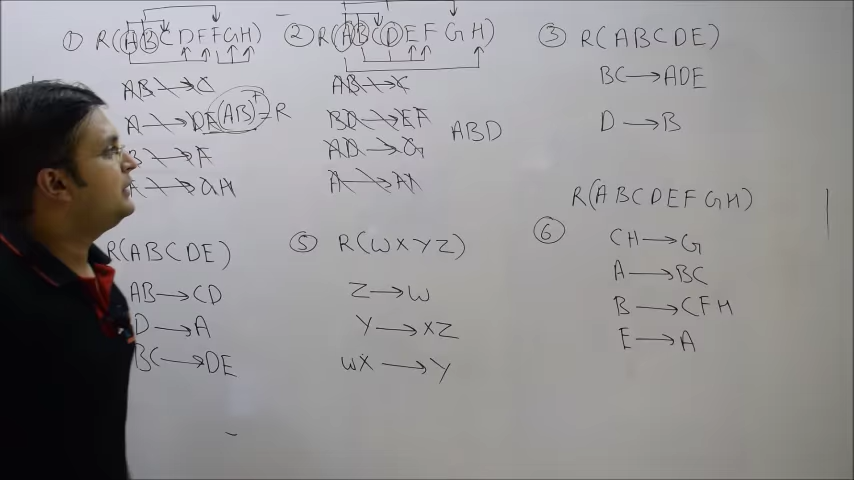 ① R(ABCDEFGH)
AB→C
A→DE
(AB)⁺=R
B→F
A→GH
② R(ABCDEFGH)
AB→C
BD→EF
AD→G
A→H
ABD
③ R(ABCDE)
BC→ADE
D→B
R(ABCDE)
AB→CD
D→A
BC→DE
⑤ R(WXYZ)
Z→W
Y→XZ
WX→Y
⑥ R(ABCDEFGH)
CH→G
A→BC
B→CFH
E→A